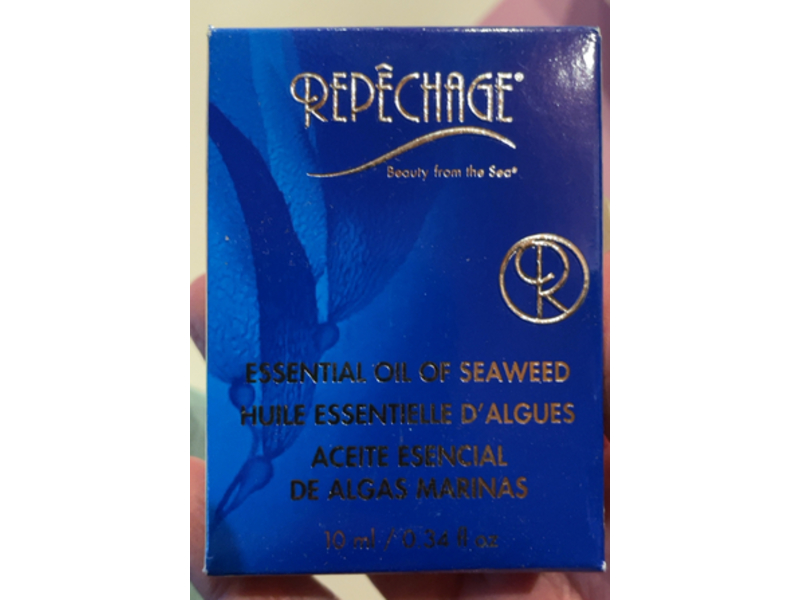 REPÊCHAGE®
Beauty from the Sea®
R
ESSENTIAL OIL OF SEAWEED
HUILE ESSENTIELLE D'ALGUES
ACEITE ESENCIAL
DE ALGAS MARINAS
10 ml / 0.34 fl oz